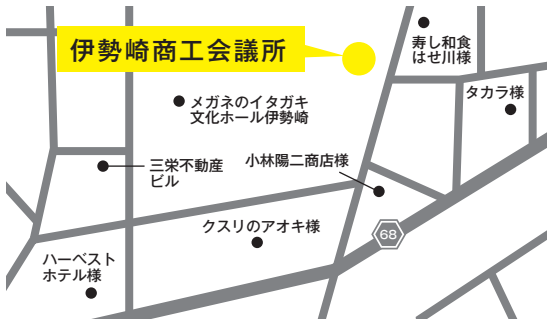 伊勢崎商工会議所
寿し和食
はせ川様
タカラ様
メガネのイタガキ
文化ホール伊勢崎
小林陽二商店様
三栄不動産
ビル
クスリのアオキ様
68
ハーベスト
ホテル様